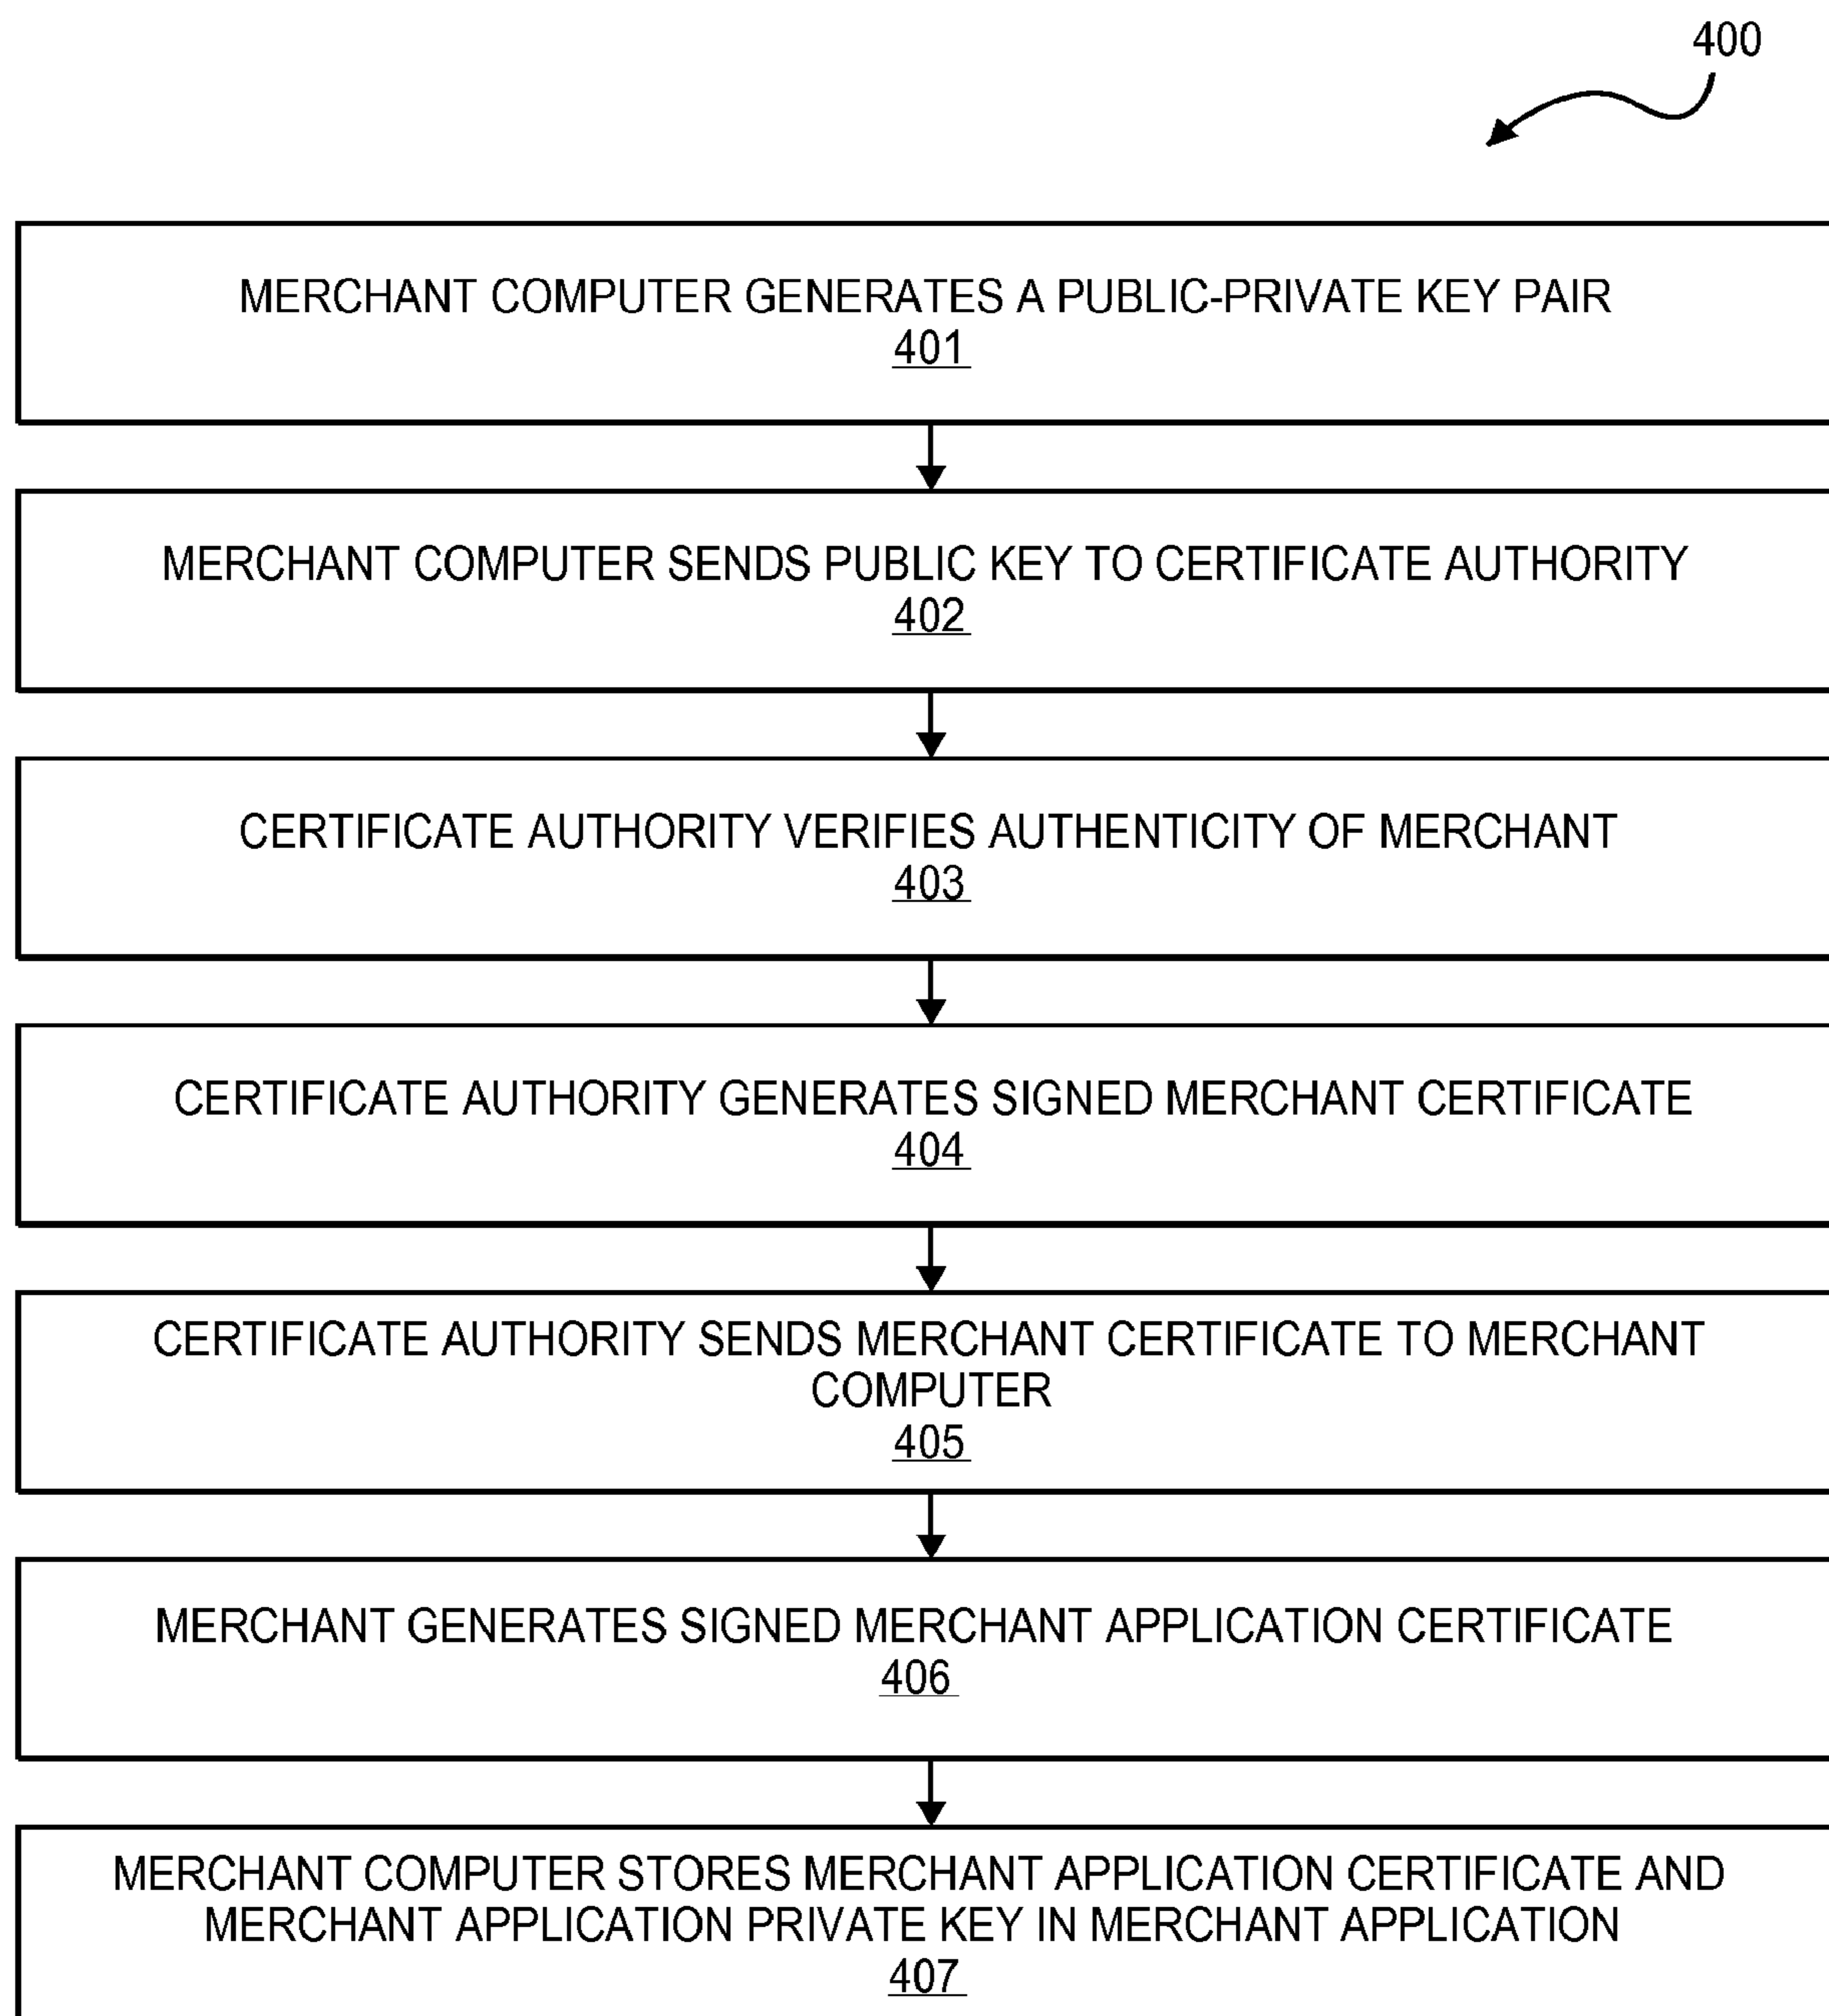 400
MERCHANT COMPUTER GENERATES A PUBLIC-PRIVATE KEY PAIR
401
MERCHANT COMPUTER SENDS PUBLIC KEY TO CERTIFICATE AUTHORITY
402
CERTIFICATE AUTHORITY VERIFIES AUTHENTICITY OF MERCHANT
403
CERTIFICATE AUTHORITY GENERATES SIGNED MERCHANT CERTIFICATE
404
CERTIFICATE AUTHORITY SENDS MERCHANT CERTIFICATE TO MERCHANT
COMPUTER
405
MERCHANT GENERATES SIGNED MERCHANT APPLICATION CERTIFICATE
406
MERCHANT COMPUTER STORES MERCHANT APPLICATION CERTIFICATE AND
MERCHANT APPLICATION PRIVATE KEY IN MERCHANT APPLICATION
407